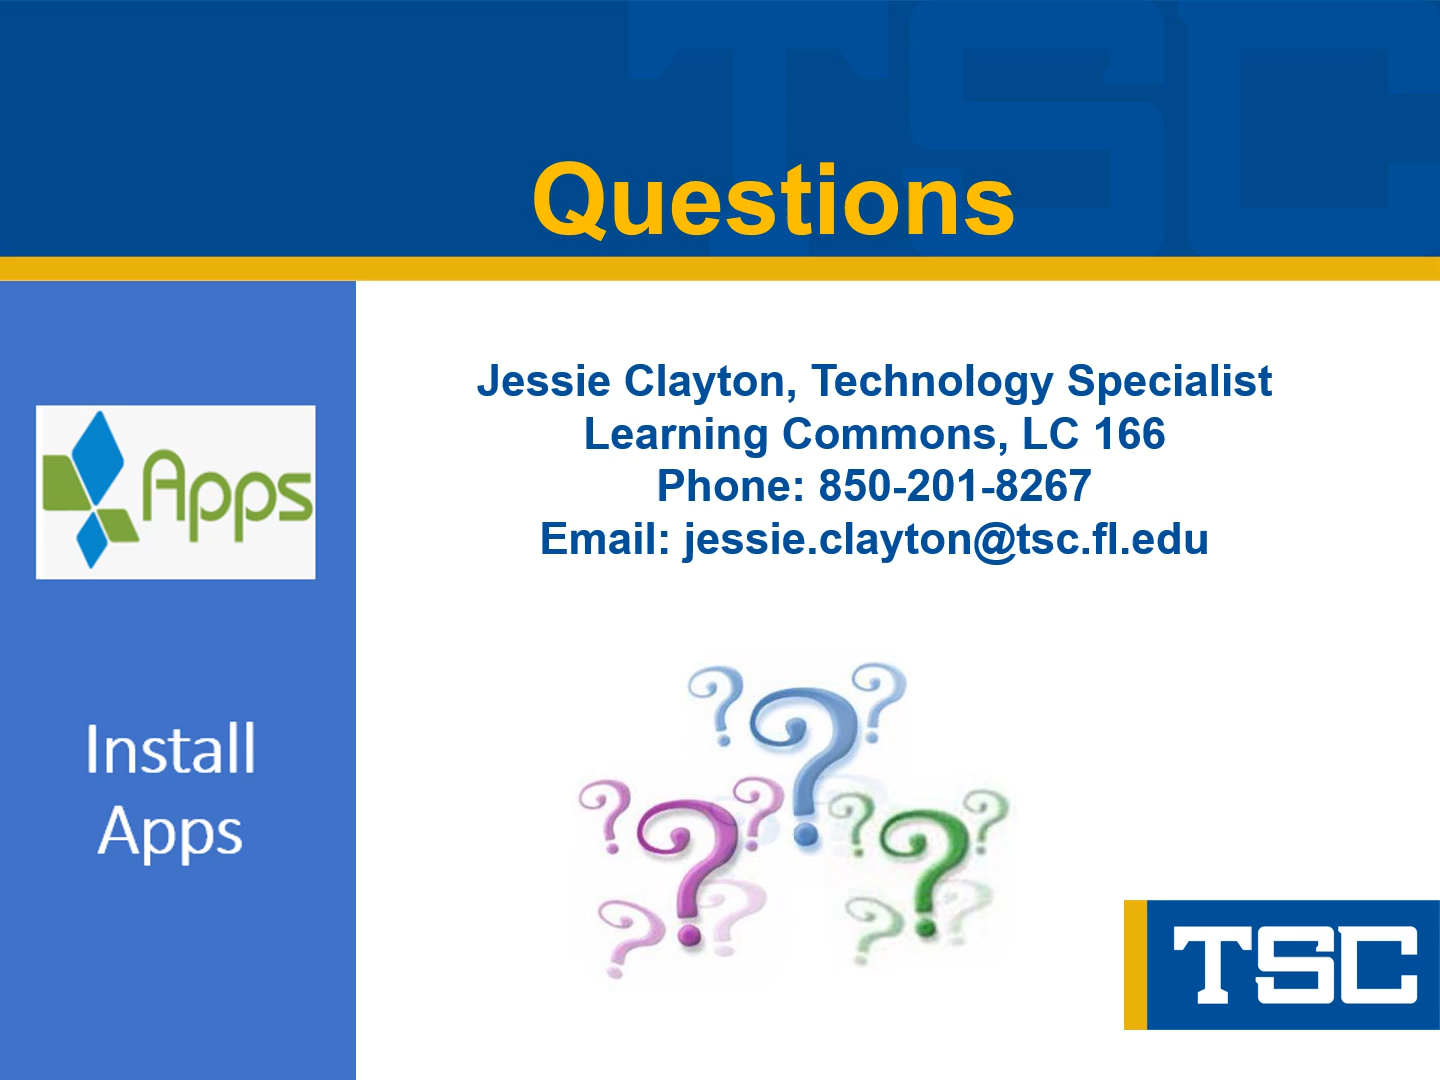 TSC
Questions
Jessie Clayton, Technology Specialist
Learning Commons, LC 166
Phone: 850-201-8267
Email: jessie.clayton@tsc.fl.edu
Apps
Install
Apps
? ? ?
? ? ? ? ?
? ? ? ?
TSC